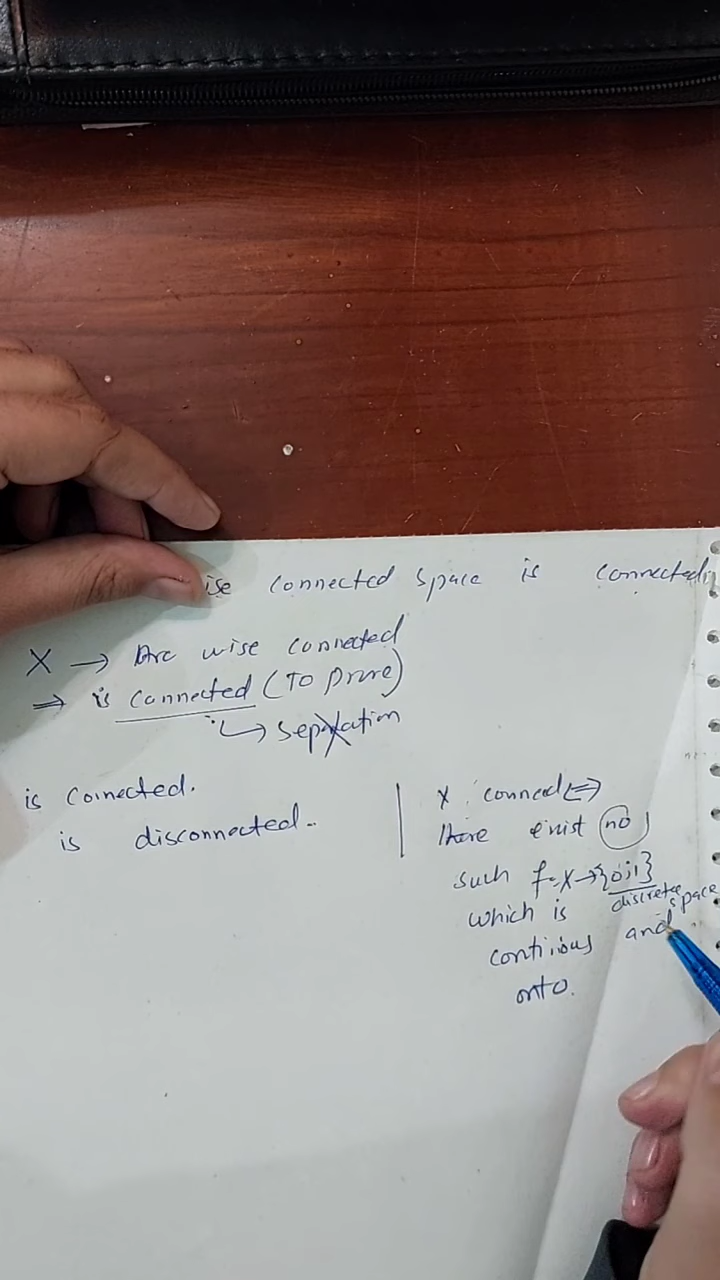 ise connected space is connected,
X → Arc wise connected
⇒ is connected (To prove)
↳ separation
is connected.
is disconnected.
X. conned ⇔
there exist no
such f: X → {0,1}
discrete space
which is
continous and
onto.